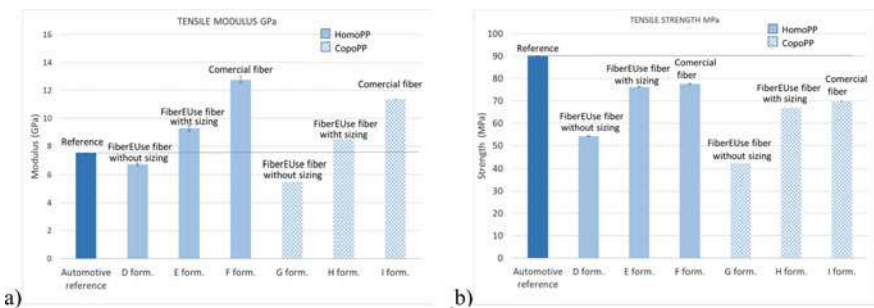 TENSILE MODULUS GPa
HomoPP
CopoPP
16
14
12
10
8
6
4
2
0
Modulus (GPa)
Reference
FiberEUse fiber
without sizing
FiberEUse fiber
witht sizing
Comercial fiber
FiberEUse fiber
without sizing
FiberEUse fiber
witht sizing
Comercial fiber
Automotive
reference
D form.
E form.
F form.
G form.
H form.
I form.
a)
TENSILE STRENGTH MPa
HomoPP
CopoPP
100
90
80
70
60
50
40
30
20
10
0
Strength (MPa)
Reference
FiberEUse fiber
without sizing
FiberEUse fiber
with sizing
Comercial
fiber
FiberEUse fiber
without sizing
FiberEUse fiber
with sizing
Comercial
fiber
Automotive
reference
D form.
E form.
F form.
G form.
H form.
I form.
b)